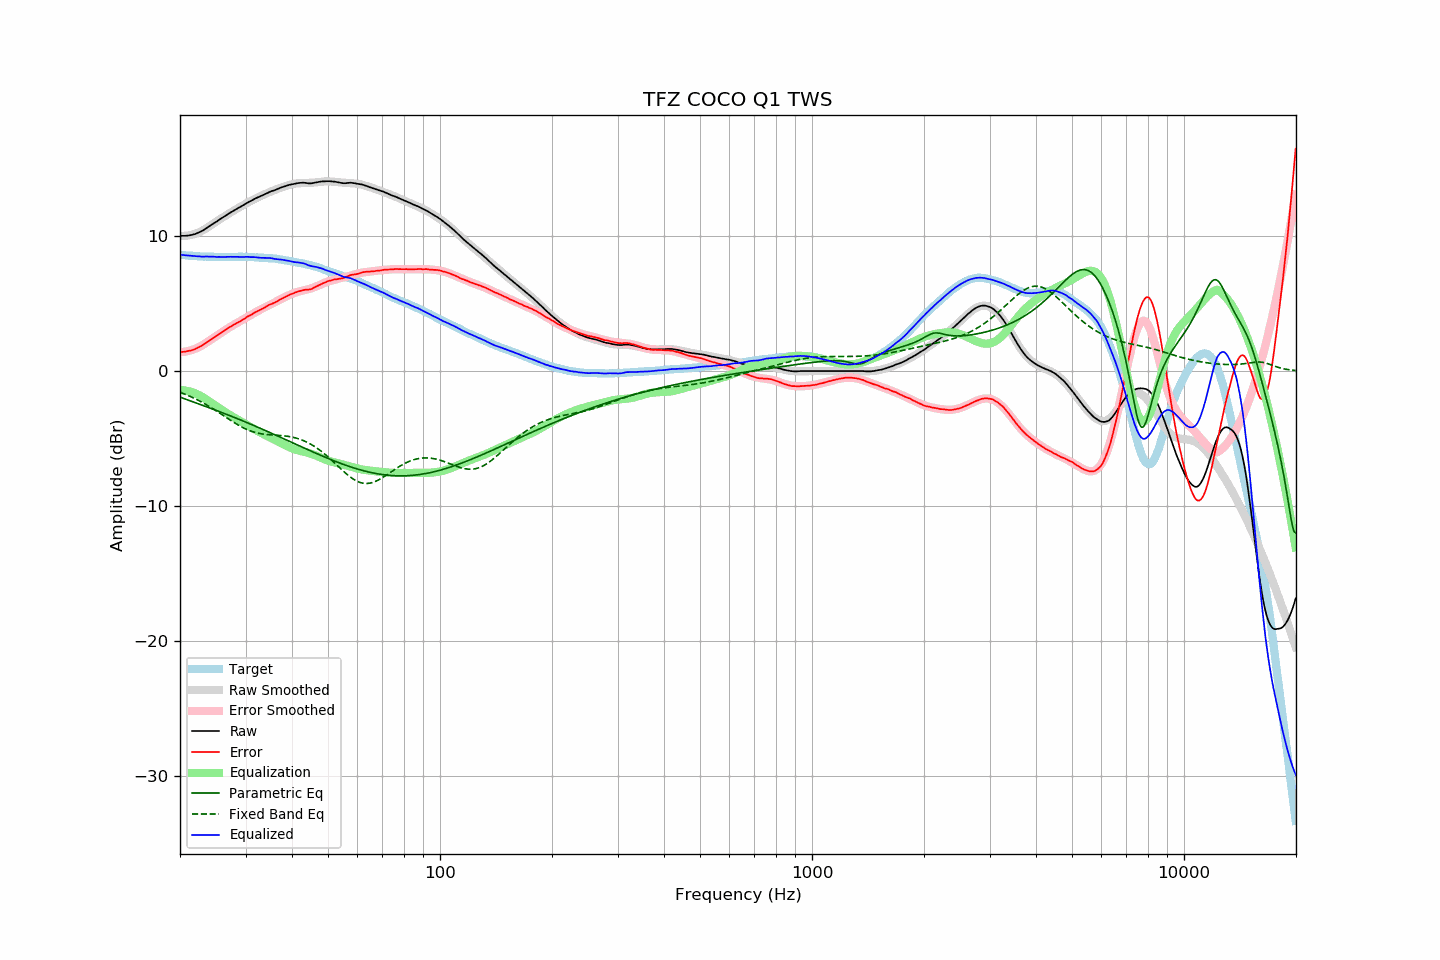 TFZ COCO Q1 TWS
Amplitude (dBr)
10
0
−10
−20
−30
Target
Raw Smoothed
Error Smoothed
Raw
Error
Equalization
Parametric Eq
Fixed Band Eq
Equalized
100
1000
10000
Frequency (Hz)